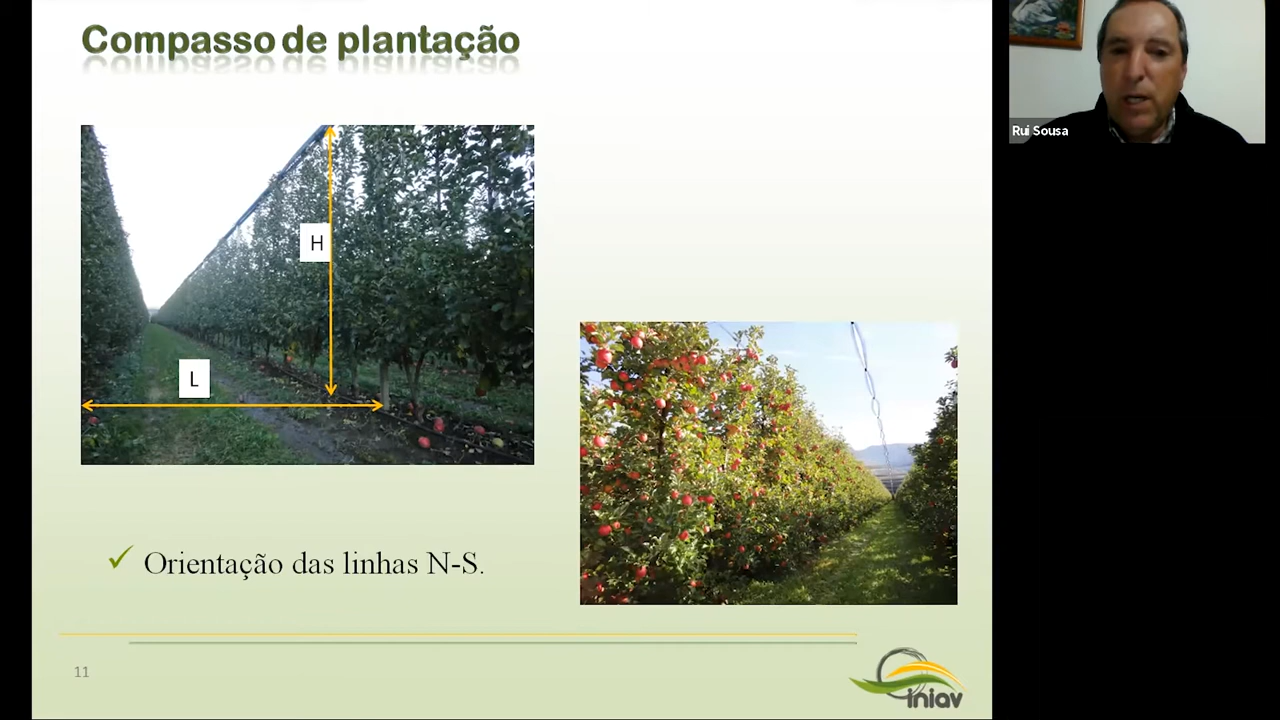 Compasso de plantação
Rui Sousa
H
L
✓ Orientação das linhas N-S.
11
iniav